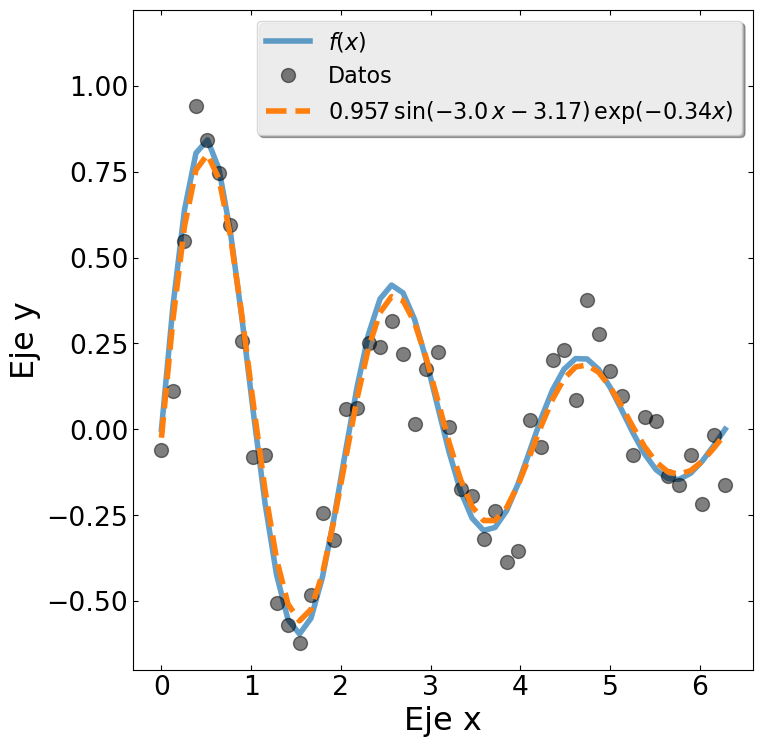 f(x)
Datos
0.957 sin(−3.0 x − 3.17) exp(−0.34x)
1.00
0.75
0.50
0.25
0.00
−0.25
−0.50
Eje y
0 1 2 3 4 5 6
Eje x